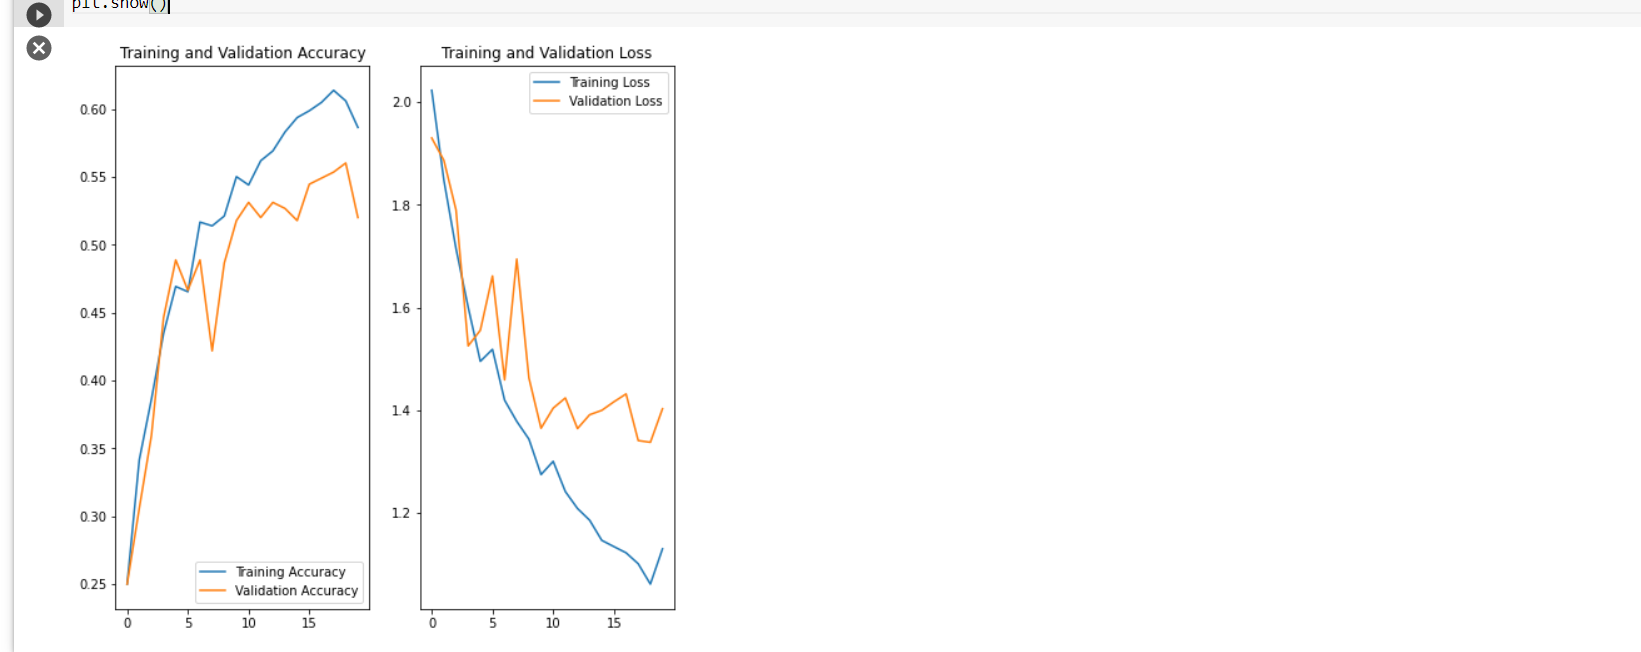 plt.show()
Training and Validation Accuracy
0.60
0.55
0.50
0.45
0.40
0.35
0.30
0.25
0 5 10 15
Training Accuracy
Validation Accuracy
Training and Validation Loss
2.0
1.8
1.6
1.4
1.2
0 5 10 15
Training Loss
Validation Loss